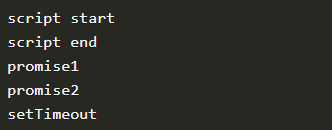 script start
script end
promise1
promise2
setTimeout